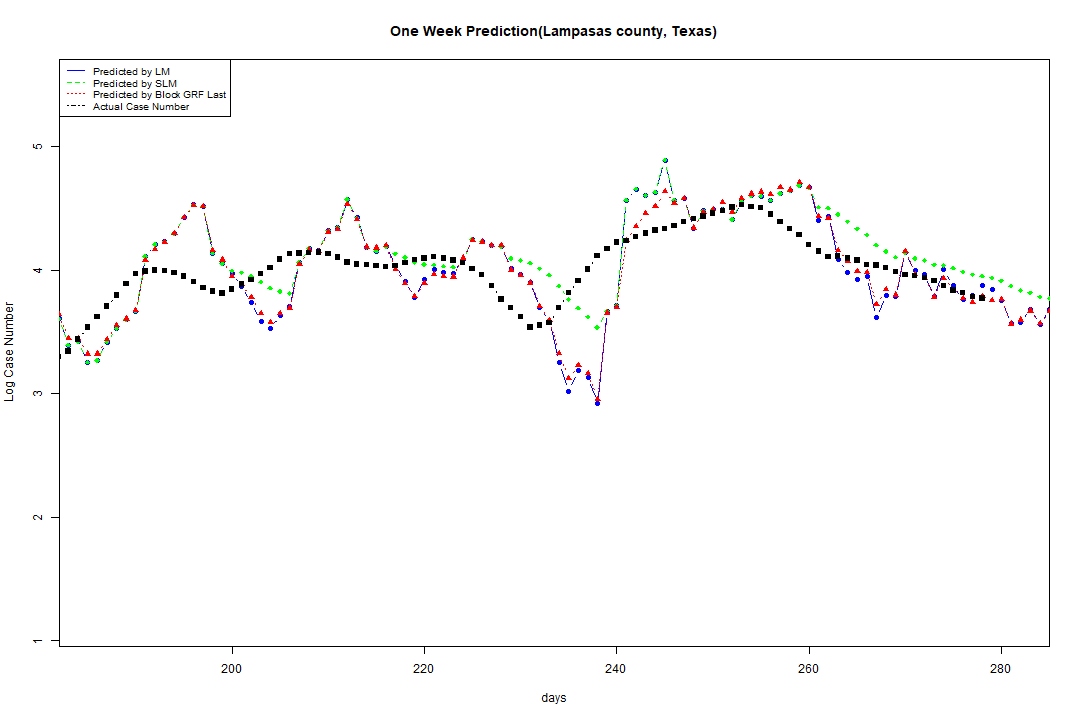 One Week Prediction(Lampasas county, Texas)
Predicted by LM
Predicted by SLM
Predicted by Block GRF Last
Actual Case Number
5
4
3
2
1
Log Case Number
200 220 240 260 280
days